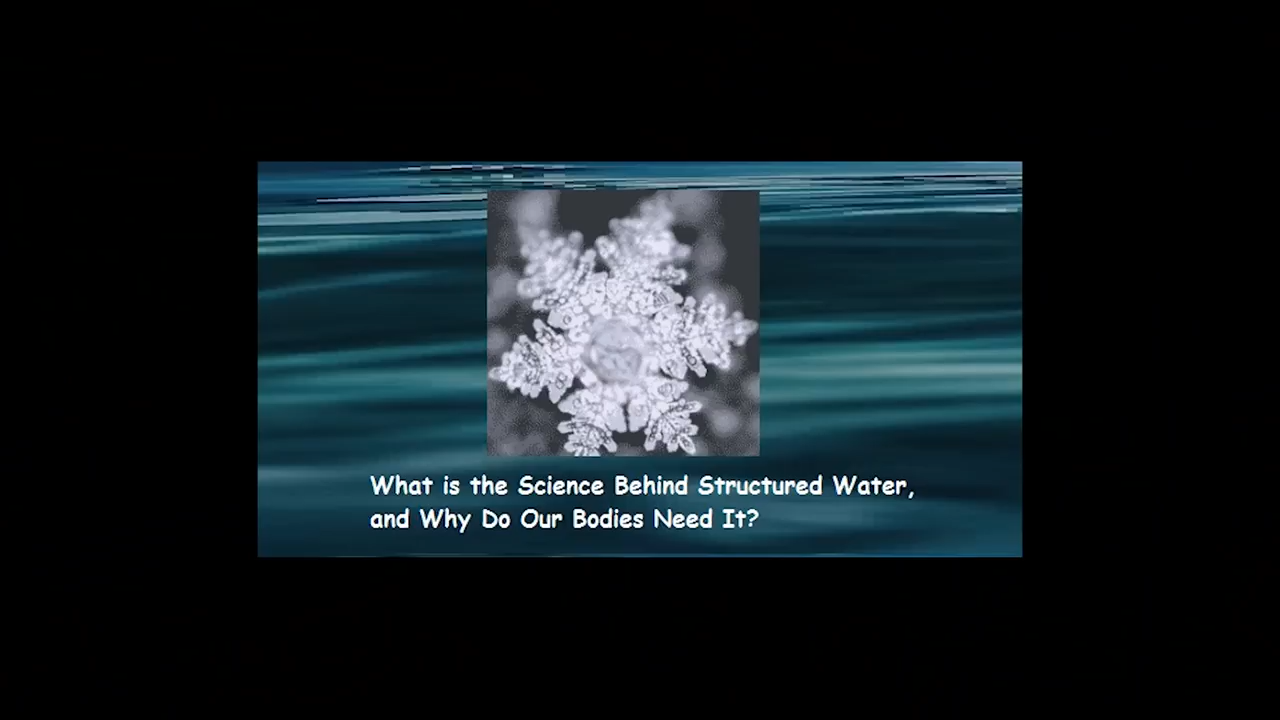 What is the Science Behind Structured Water,
and Why Do Our Bodies Need It?